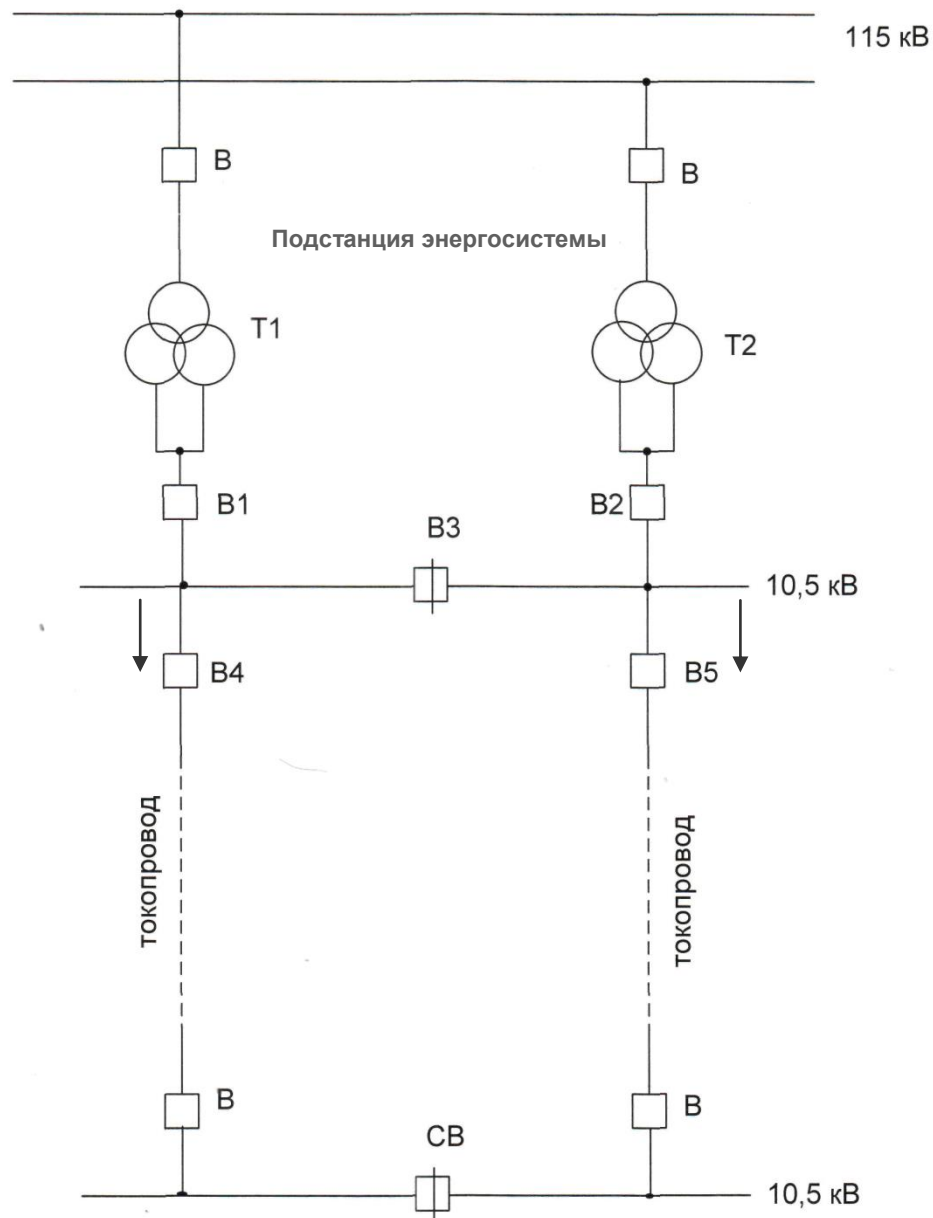 115 кВ
В
В
Подстанция энергосистемы
Т1
Т2
В1
В2
В3
10,5 кВ
В4
В5
токопровод
токопровод
В
В
СВ
10,5 кВ